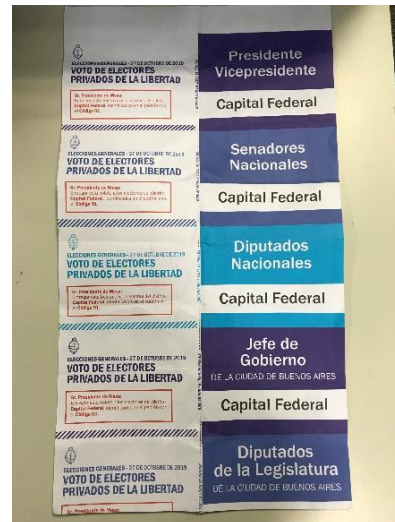 ELECCIONES GENERALES - 27 DE OCTUBRE DE 2019
VOTO DE ELECTORES
PRIVADOS DE LA LIBERTAD
Sr. Presidente de Mesa:
Capital Federal,
el Código 01.
Presidente
Vicepresidente
Capital Federal
ELECCIONES GENERALES - 27 DE OCTUBRE DE 2019
VOTO DE ELECTORES
PRIVADOS DE LA LIBERTAD
Sr. Presidente de Mesa:
Capital Federal,
el Código 01.
Senadores
Nacionales
Capital Federal
ELECCIONES GENERALES - 27 DE OCTUBRE DE 2019
VOTO DE ELECTORES
PRIVADOS DE LA LIBERTAD
Sr. Presidente de Mesa:
Capital Federal,
el Código 01.
Diputados
Nacionales
Capital Federal
ELECCIONES GENERALES - 27 DE OCTUBRE DE 2019
VOTO DE ELECTORES
PRIVADOS DE LA LIBERTAD
Sr. Presidente de Mesa:
Capital Federal,
el Código 01.
Jefe de
Gobierno
DE LA CIUDAD DE BUENOS AIRES
Capital Federal
ELECCIONES GENERALES - 27 DE OCTUBRE DE 2019
VOTO DE ELECTORES
PRIVADOS DE LA LIBERTAD
Sr. Presidente de Mesa:
Diputados
de la Legislatura
DE LA CIUDAD DE BUENOS AIRES